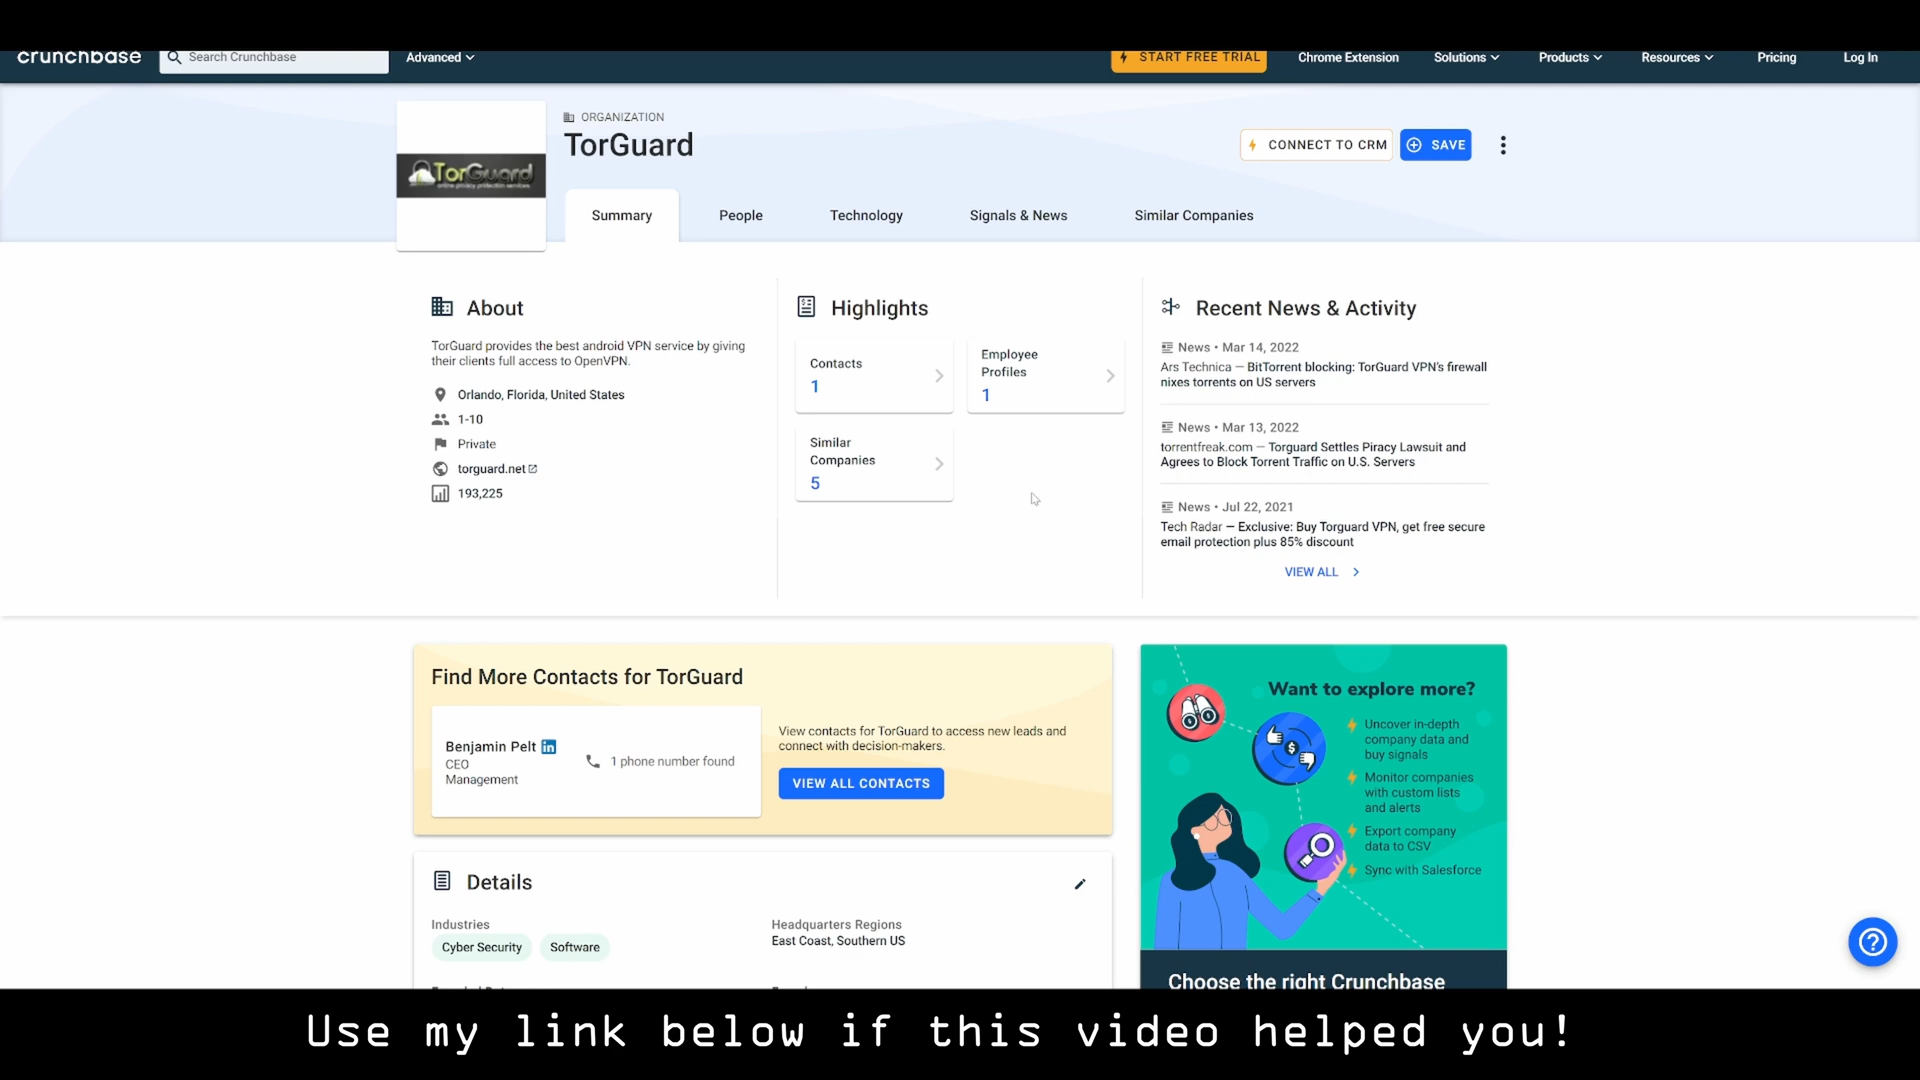 crunchbase
Search Crunchbase
Advanced
START FREE TRIAL
Chrome Extension
Solutions
Products
Resources
Pricing
Log In
TorGuard
online privacy protection services
ORGANIZATION
TorGuard
CONNECT TO CRM
SAVE
Summary
People
Technology
Signals & News
Similar Companies
About
TorGuard provides the best android VPN service by giving
their clients full access to OpenVPN.
Orlando, Florida, United States
1-10
Private
torguard.net
193,225
Highlights
Contacts
1
Employee
Profiles
1
Similar
Companies
5
Recent News & Activity
News • Mar 14, 2022
Ars Technica — BitTorrent blocking: TorGuard VPN's firewall
nixes torrents on US servers
News • Mar 13, 2022
torrentfreak.com — Torguard Settles Piracy Lawsuit and
Agrees to Block Torrent Traffic on U.S. Servers
News • Jul 22, 2021
Tech Radar — Exclusive: Buy Torguard VPN, get free secure
email protection plus 85% discount
VIEW ALL
Find More Contacts for TorGuard
Benjamin Pelt in
CEO
Management
1 phone number found
View contacts for TorGuard to access new leads and
connect with decision-makers.
VIEW ALL CONTACTS
Want to explore more?
Uncover in-depth
company data and
buy signals
Monitor companies
with custom lists
and alerts
Export company
data to CSV
Sync with Salesforce
Choose the right Crunchbase
Details
Industries
Cyber Security
Software
Headquarters Regions
East Coast, Southern US
Use my link below if this video helped you!